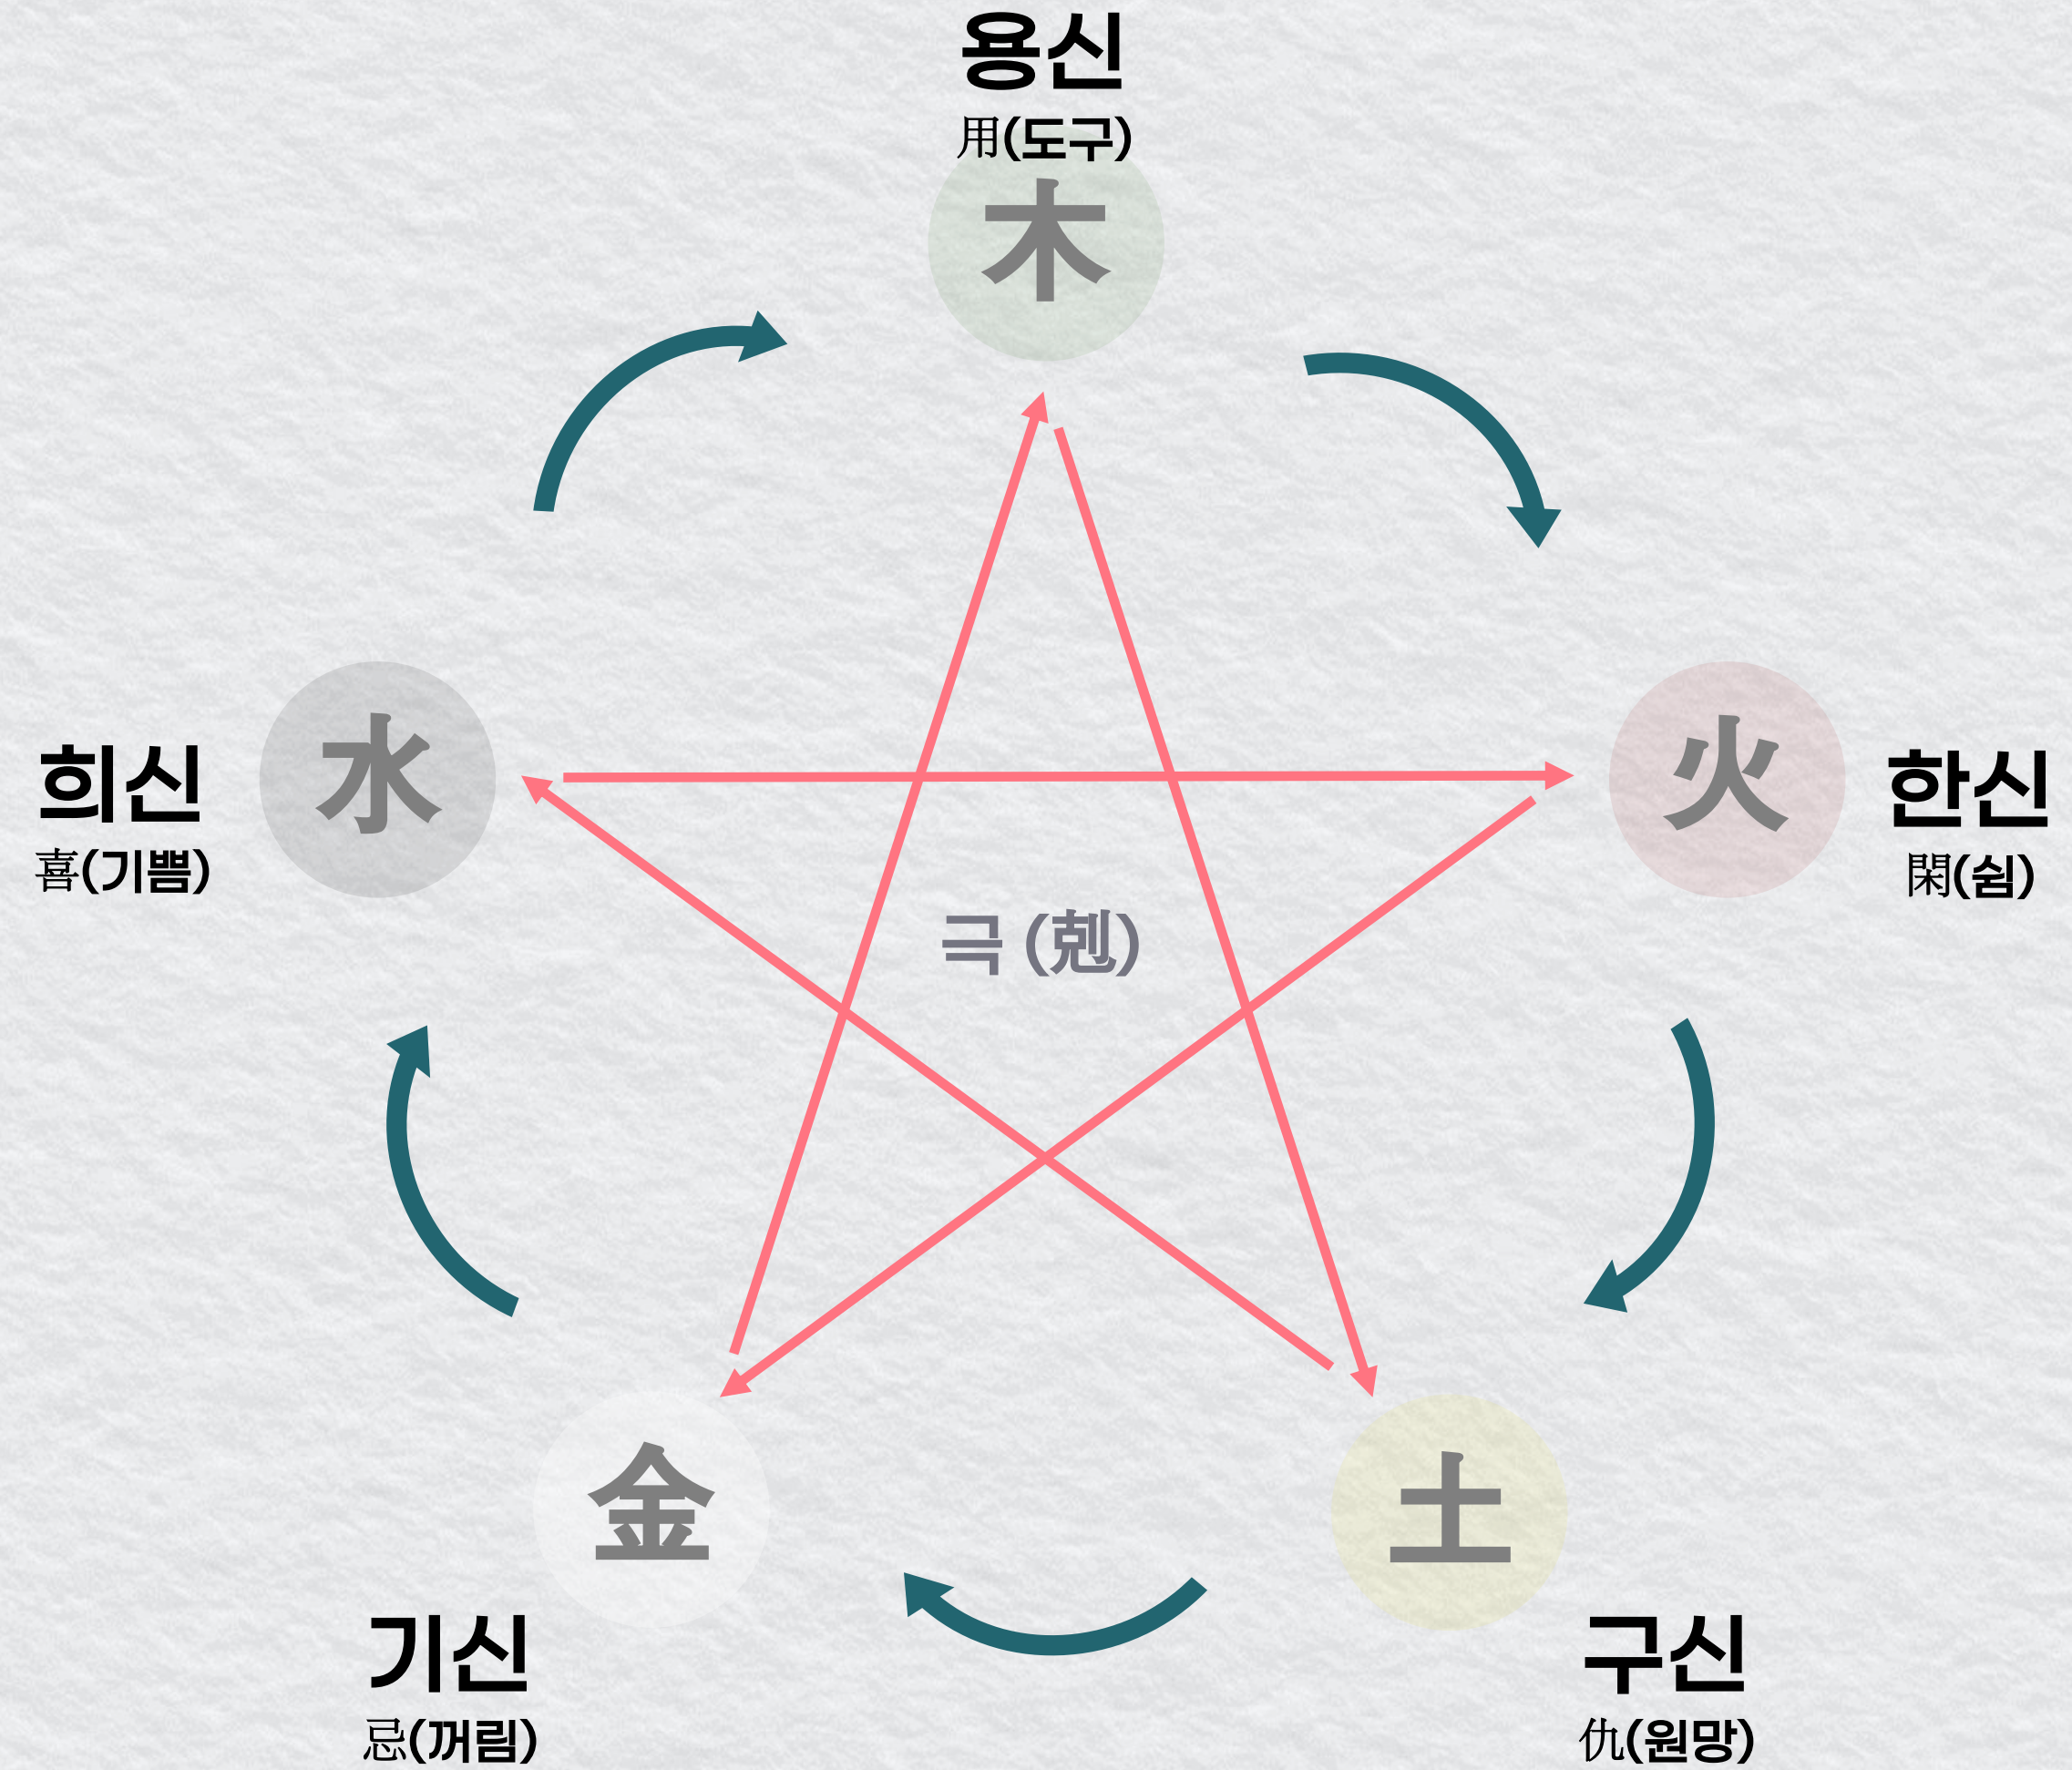 용신
用(도구)
木
水
희신
喜(기쁨)
火
한신
閑(쉼)
극 (剋)
金
기신
忌(꺼림)
土
구신
仇(원망)